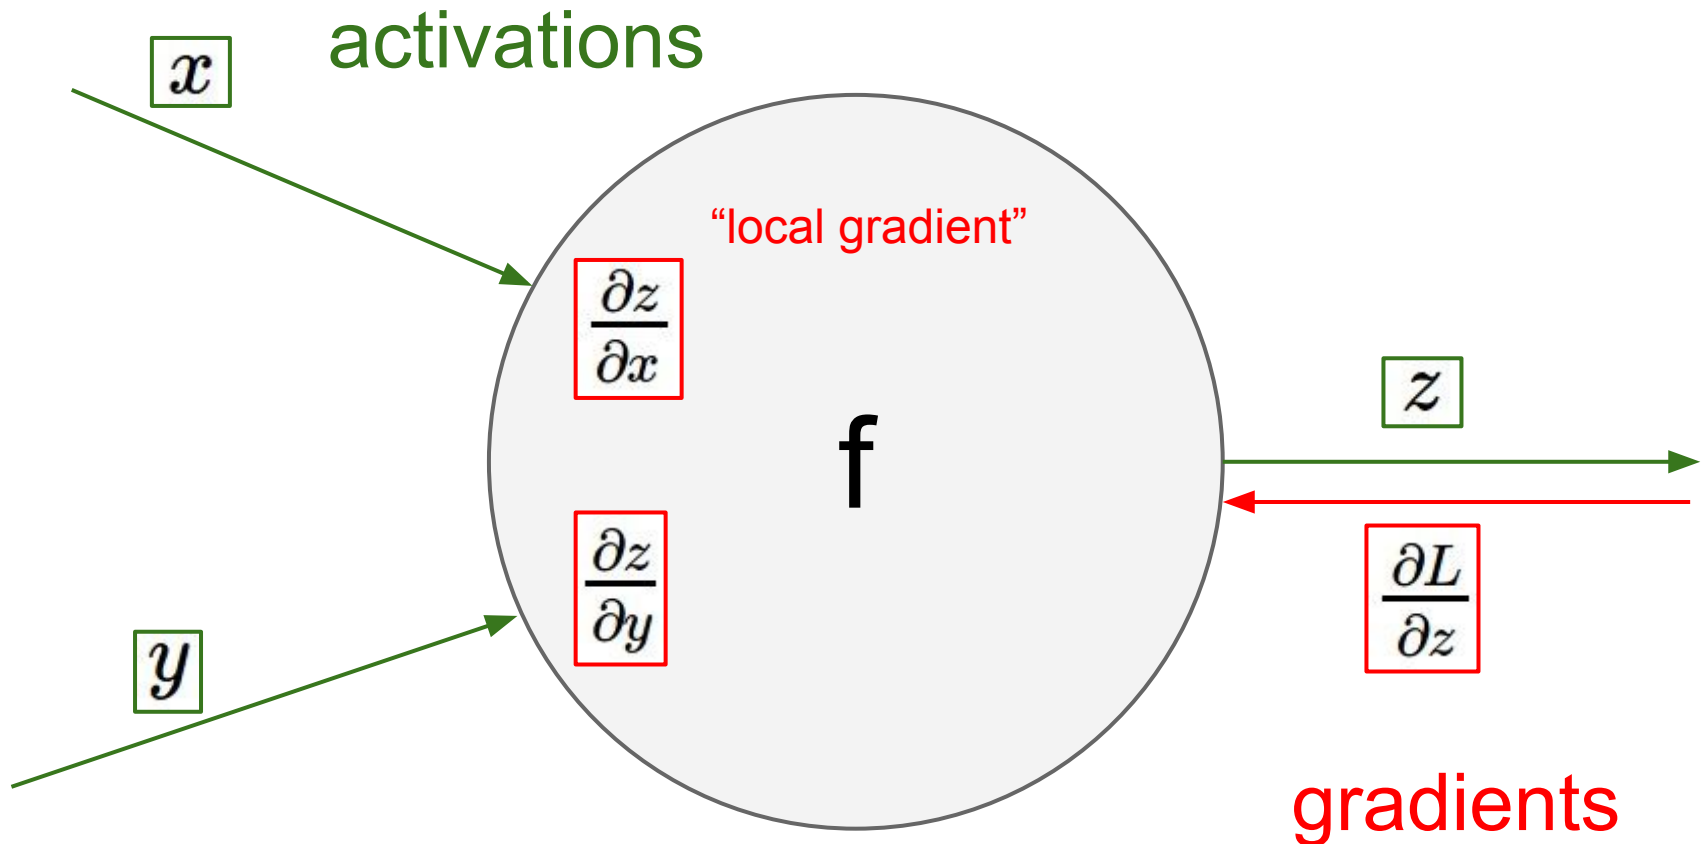 activations
x
“local gradient”
∂z
∂x
z
f
∂z
∂y
∂L
∂z
y
gradients